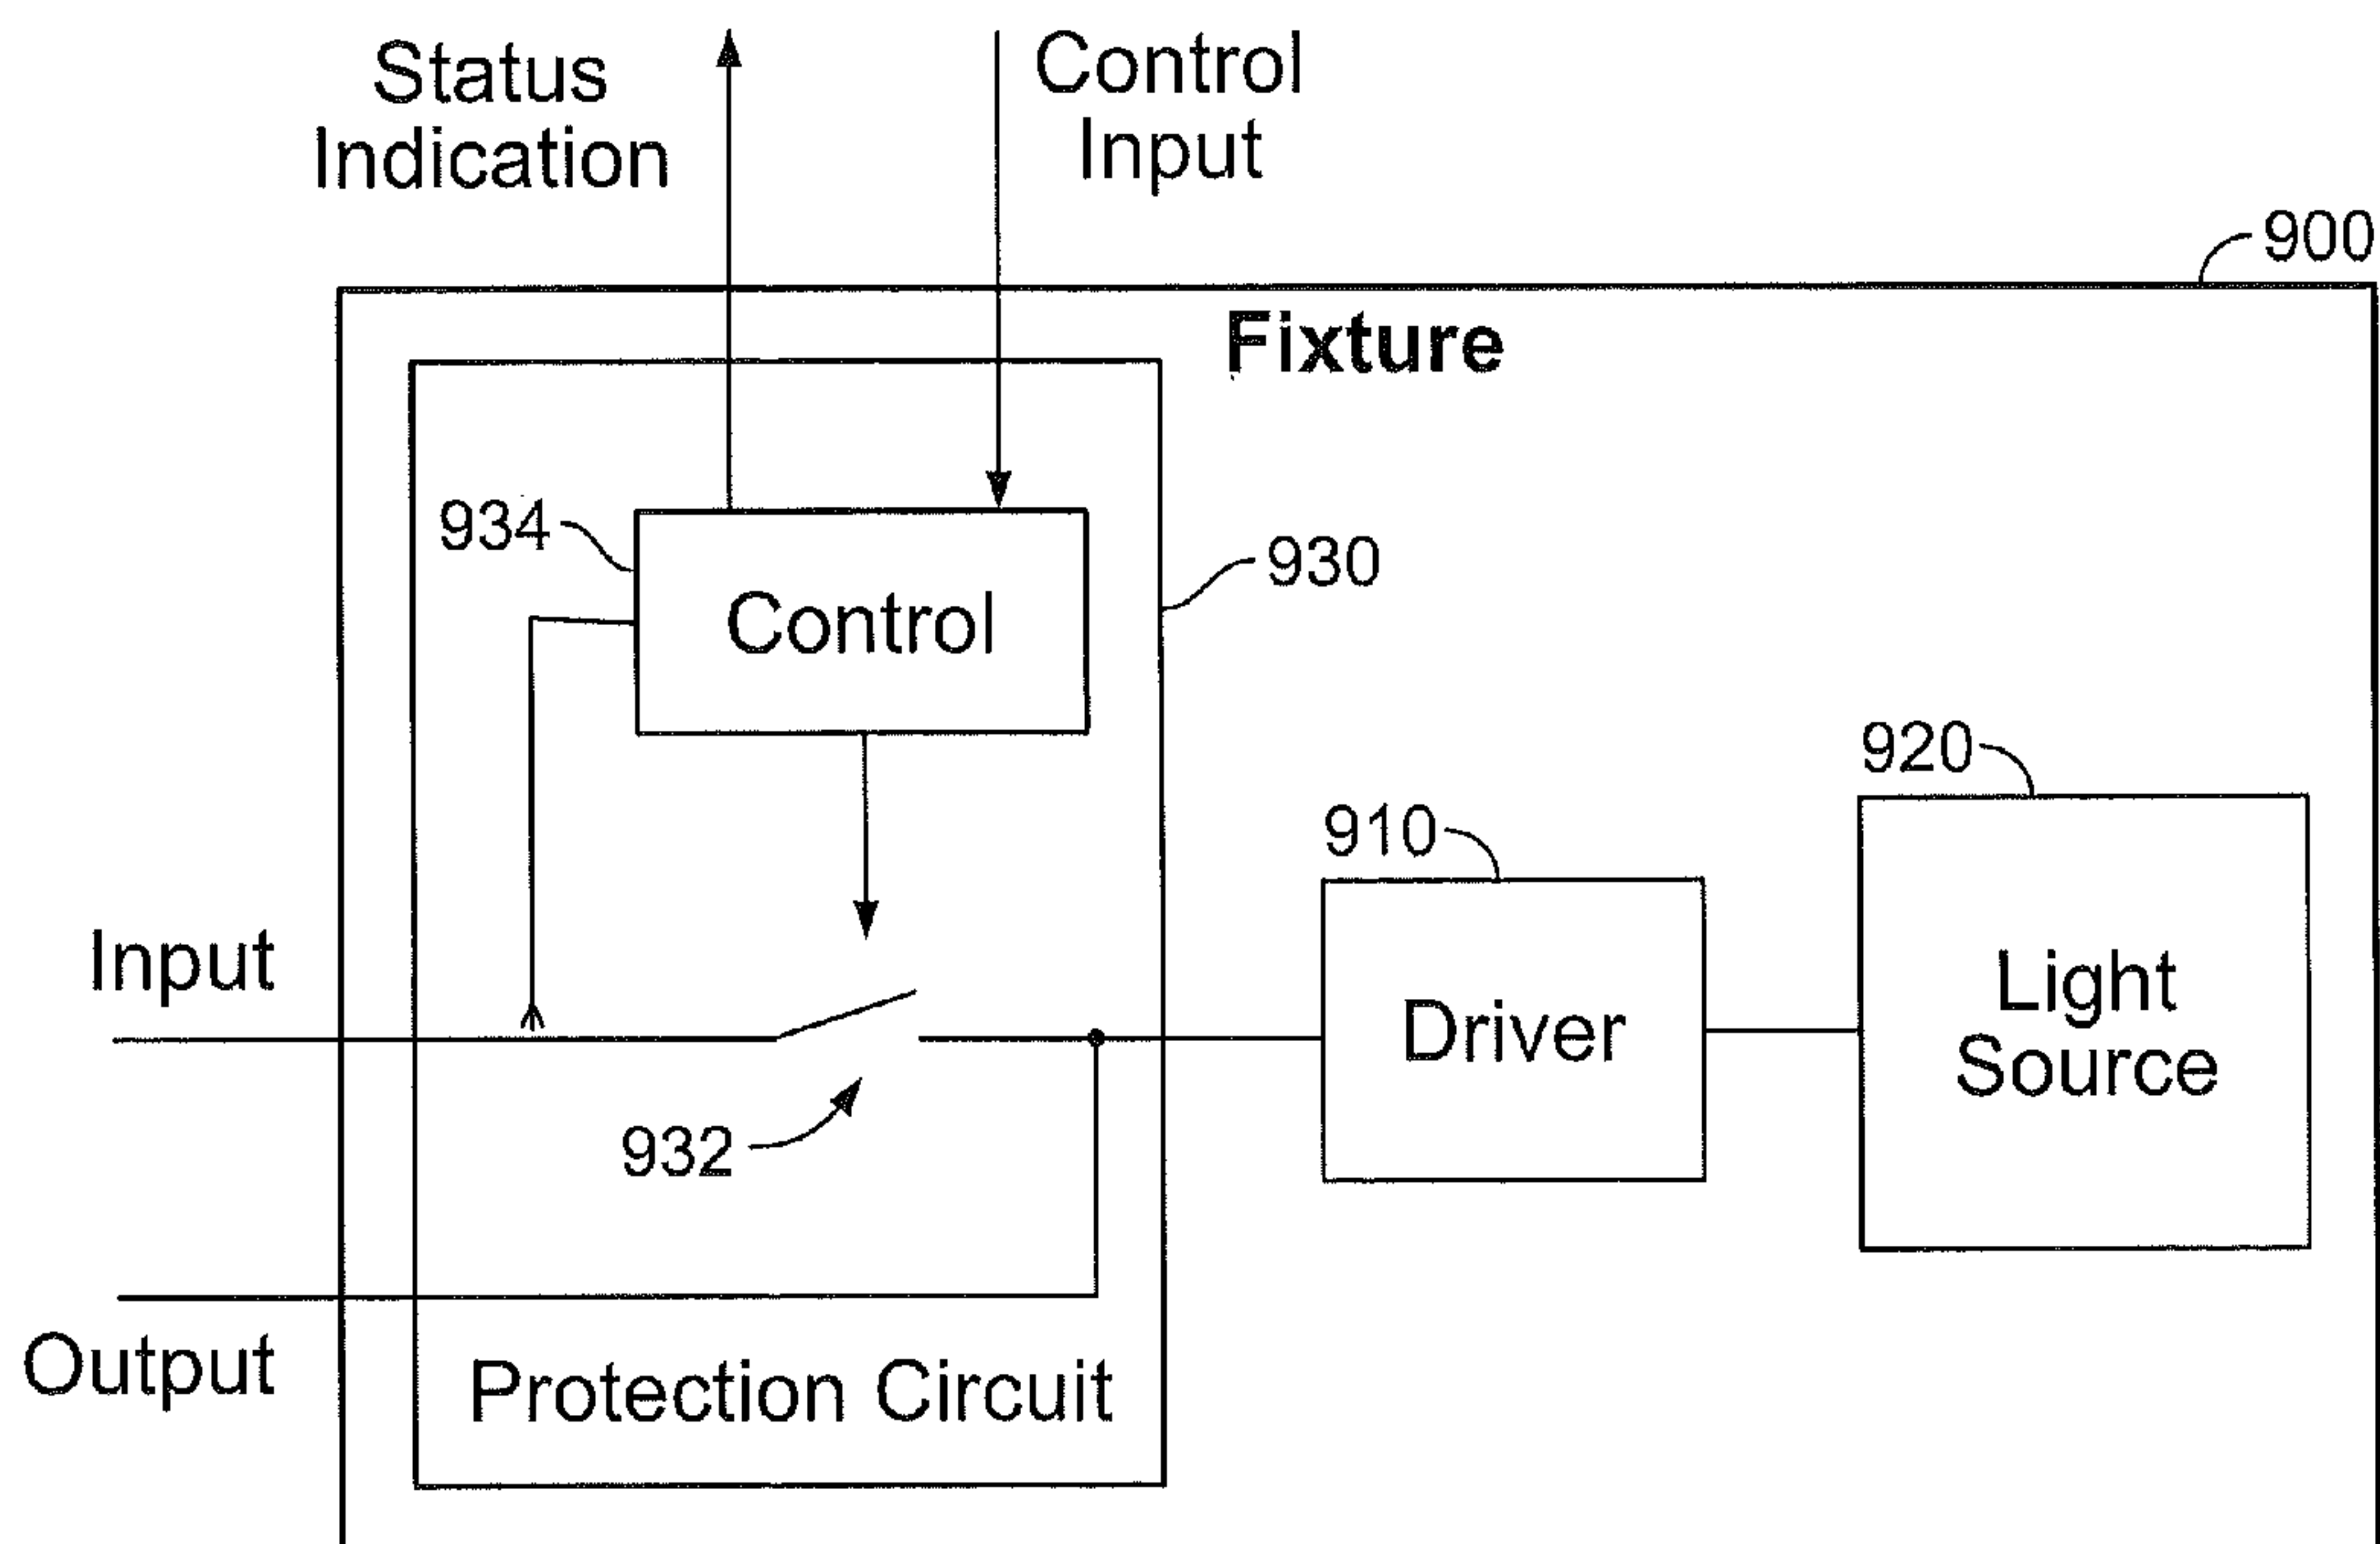 Status
Indication
Control
Input
900
Fixture
934
Control
930
920
910
Input
Driver
Light
Source
932
Output
Protection Circuit